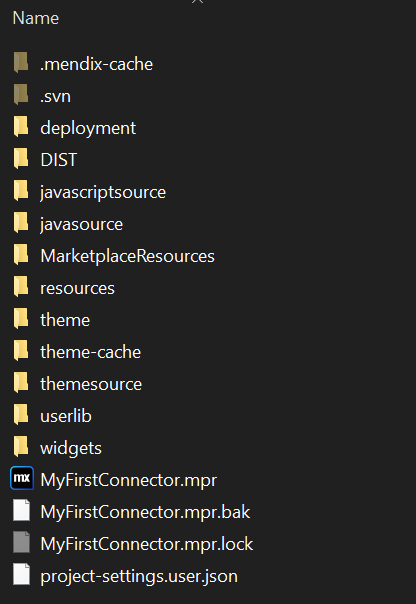 Name
.mendix-cache
.svn
deployment
DIST
javascriptsource
javasource
MarketplaceResources
resources
theme
theme-cache
themesource
userlib
widgets
mx MyFirstConnector.mpr
MyFirstConnector.mpr.bak
MyFirstConnector.mpr.lock
project-settings.user.json